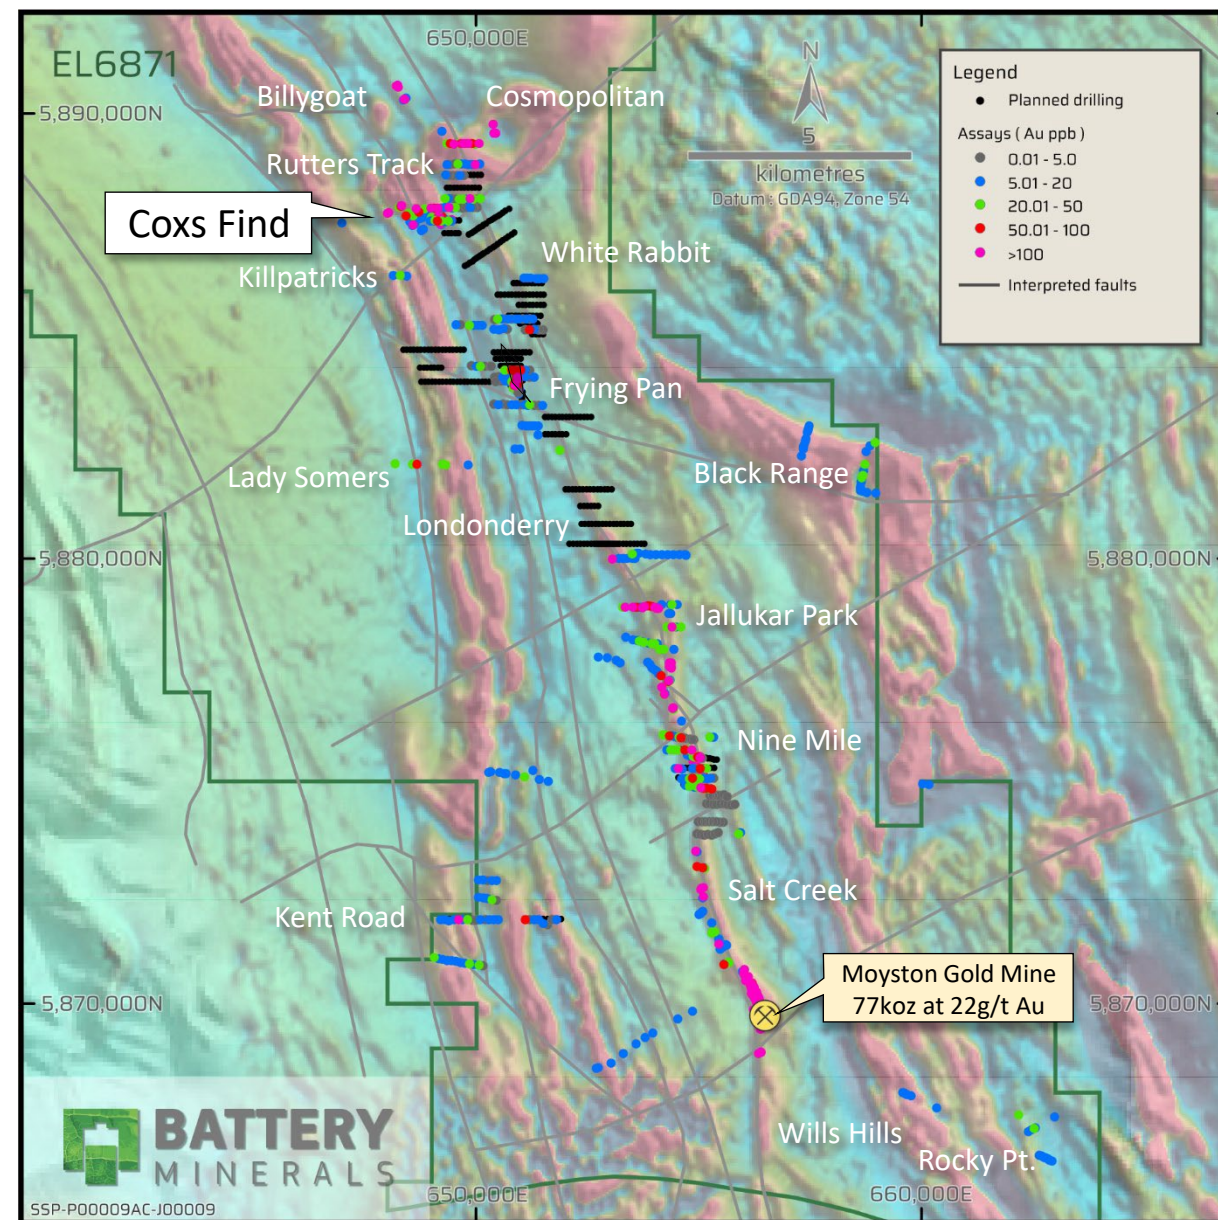 650,000E
EL6871
N
Legend
Planned drilling
Assays ( Au ppb )
0.01 - 5.0
5.01 - 20
20.01 - 50
50.01 - 100
>100
Interpreted faults
5
kilometres
Datum : GDA94, Zone 54
5,890,000N
Billygoat
Cosmopolitan
Rutters Track
Coxs Find
White Rabbit
Killpatricks
Frying Pan
Lady Somers
Black Range
Londonderry
5,880,000N
5,880,000N
Jallukar Park
Nine Mile
Salt Creek
Kent Road
Moyston Gold Mine
77koz at 22g/t Au
5,870,000N
5,870,000N
Wills Hills
Rocky Pt.
BATTERY
MINERALS
650,000E
660,000E
SSP-P00009AC-J00009